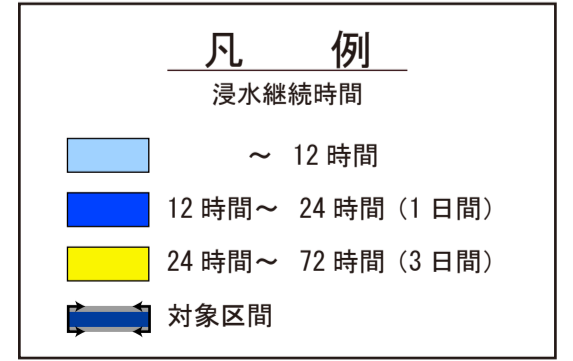 凡　例
浸水継続時間
～ 12 時間
12 時間～ 24 時間（1 日間）
24 時間～ 72 時間（3 日間）
対象区間